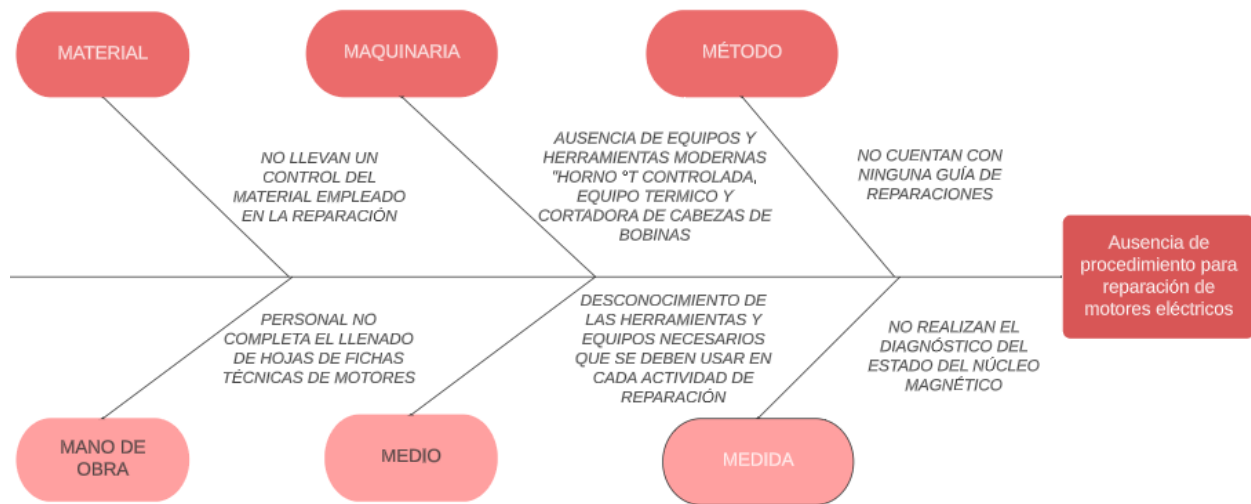 MATERIAL
MAQUINARIA
MÉTODO
NO LLEVAN UN
CONTROL DEL
MATERIAL EMPLEADO
EN LA REPARACIÓN
AUSENCIA DE EQUIPOS Y
HERRAMIENTAS MODERNAS
"HORNO °T CONTROLADA,
EQUIPO TERMICO Y
CORTADORA DE CABEZAS DE
BOBINAS
NO CUENTAN CON
NINGUNA GUÍA DE
REPARACIONES
Ausencia de
procedimiento para
reparación de
motores eléctricos
PERSONAL NO
COMPLETA EL LLENADO
DE HOJAS DE FICHAS
TÉCNICAS DE MOTORES
DESCONOCIMIENTO DE
LAS HERRAMIENTAS Y
EQUIPOS NECESARIOS
QUE SE DEBEN USAR EN
CADA ACTIVIDAD DE
REPARACIÓN
NO REALIZAN EL
DIAGNÓSTICO DEL
ESTADO DEL NÚCLEO
MAGNÉTICO
MANO DE
OBRA
MEDIO
MEDIDA